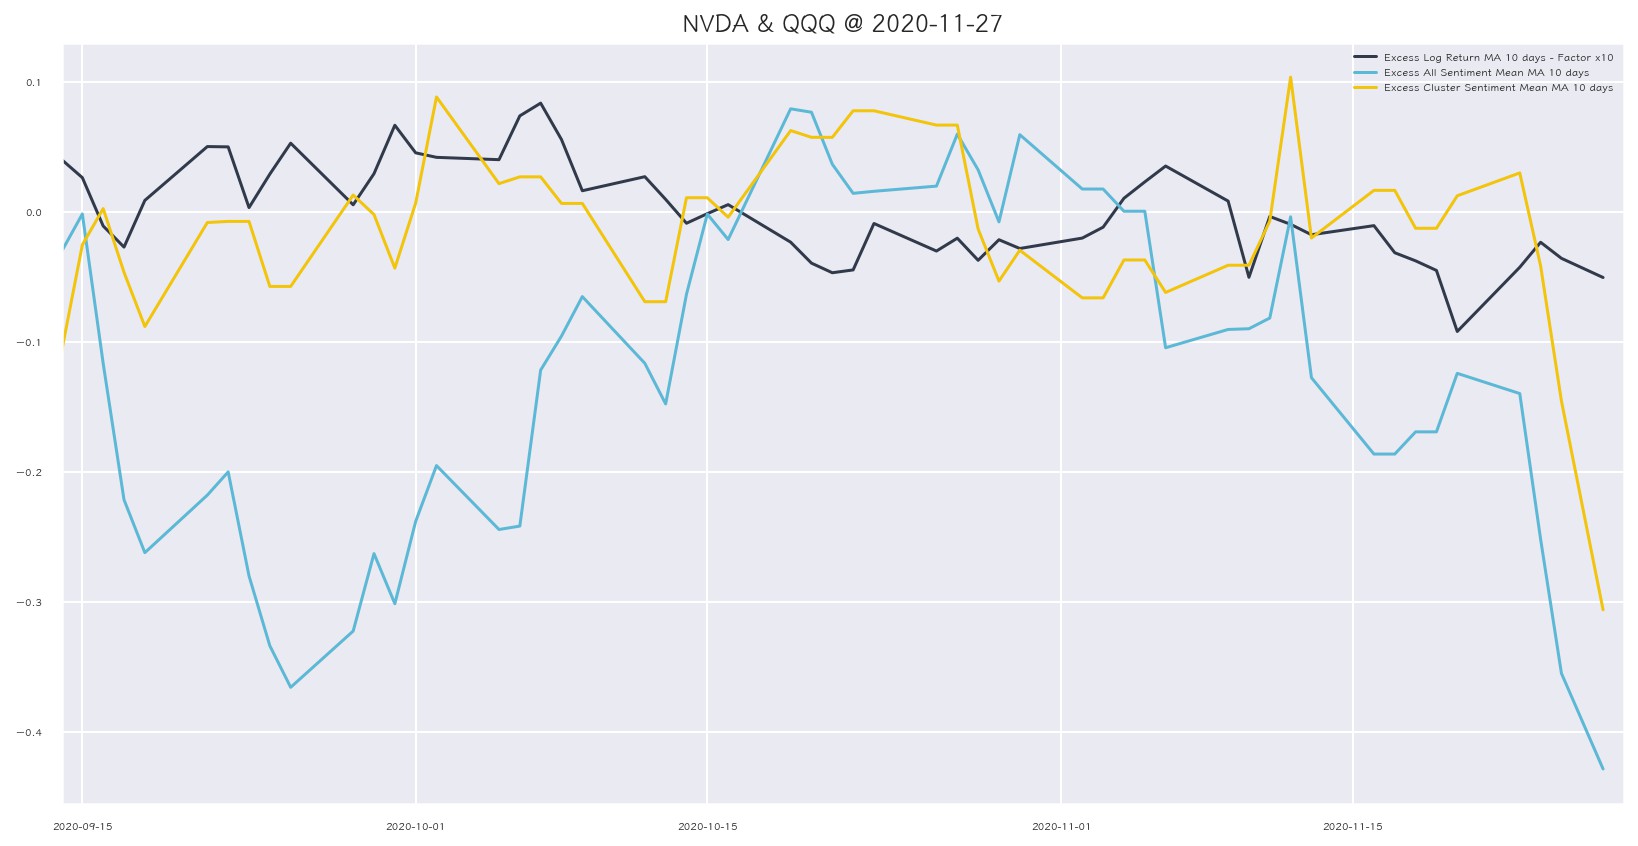 NVDA & QQQ @ 2020-11-27
Excess Log Return MA 10 days - Factor x10
Excess All Sentiment Mean MA 10 days
Excess Cluster Sentiment Mean MA 10 days
0.1
0.0
−0.1
−0.2
−0.3
−0.4
2020-09-15
2020-10-01
2020-10-15
2020-11-01
2020-11-15